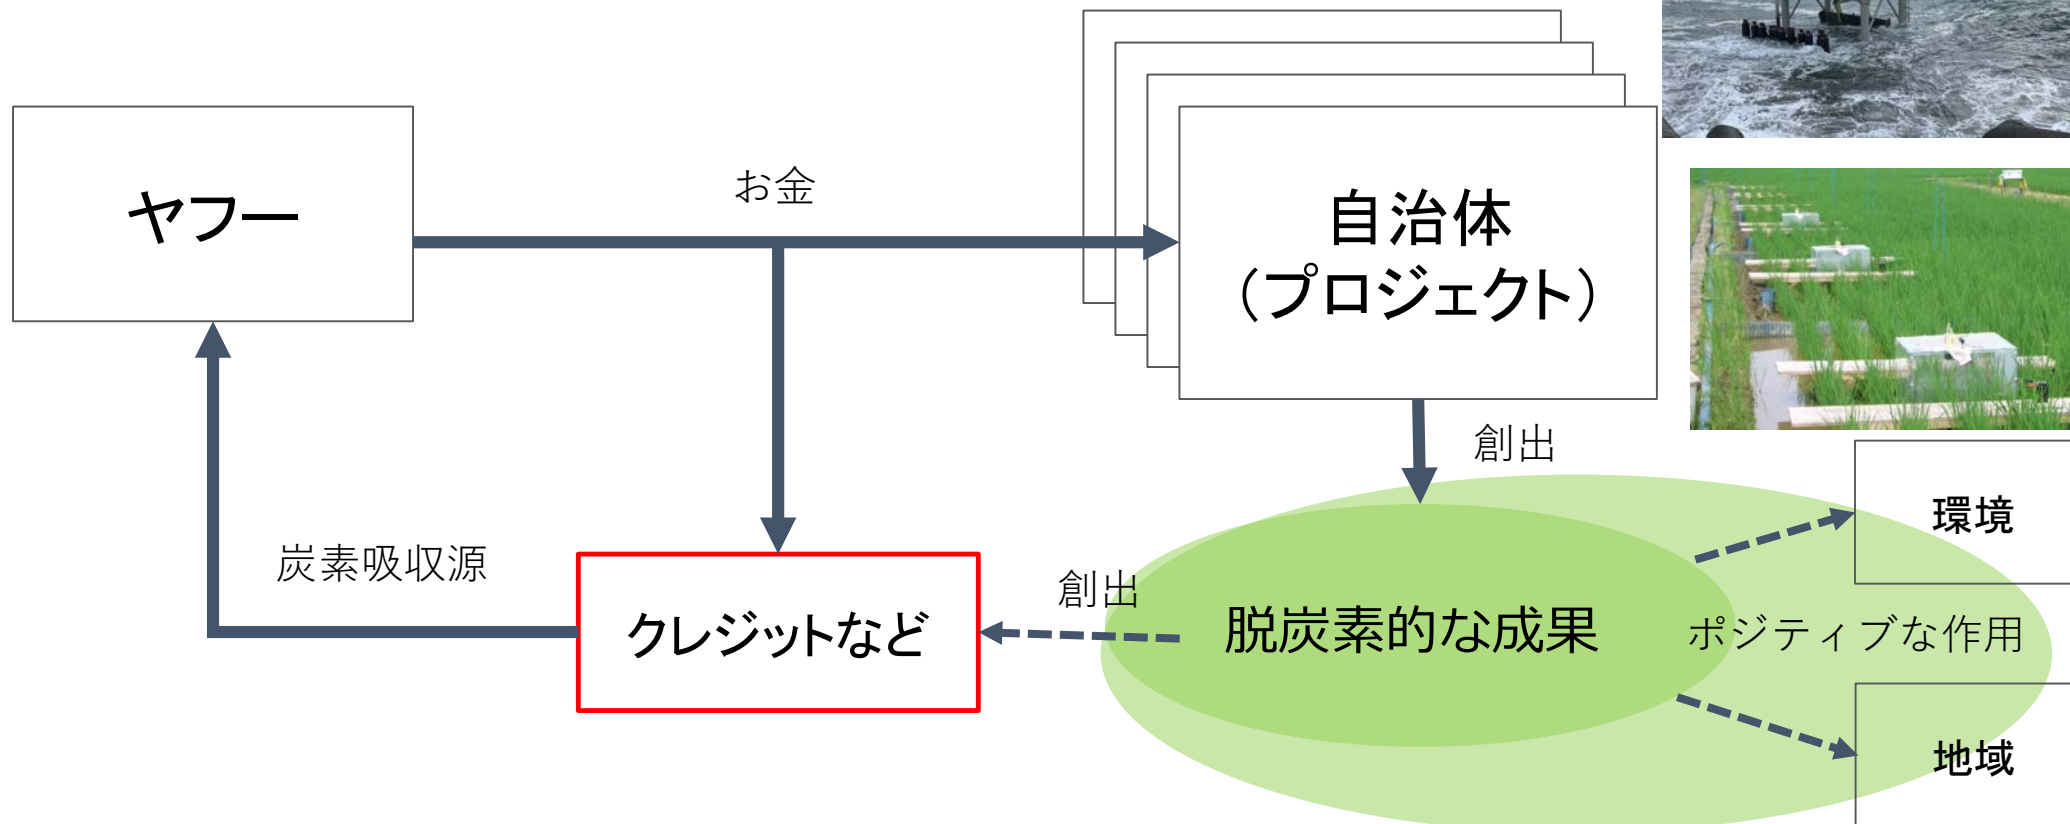 ヤフー
お金
自治体
（プロジェクト）
創出
環境
炭素吸収源
クレジットなど
創出
脱炭素的な成果
ポジティブな作用
地域